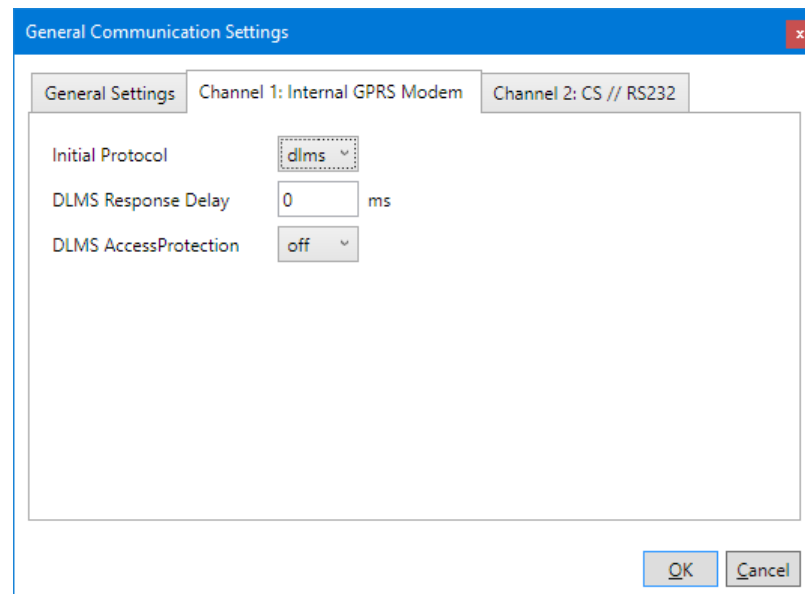 General Communication Settings
x
General Settings Channel 1: Internal GPRS Modem Channel 2: CS // RS232
Initial Protocol dlms
DLMS Response Delay 0 ms
DLMS AccessProtection off
OK Cancel